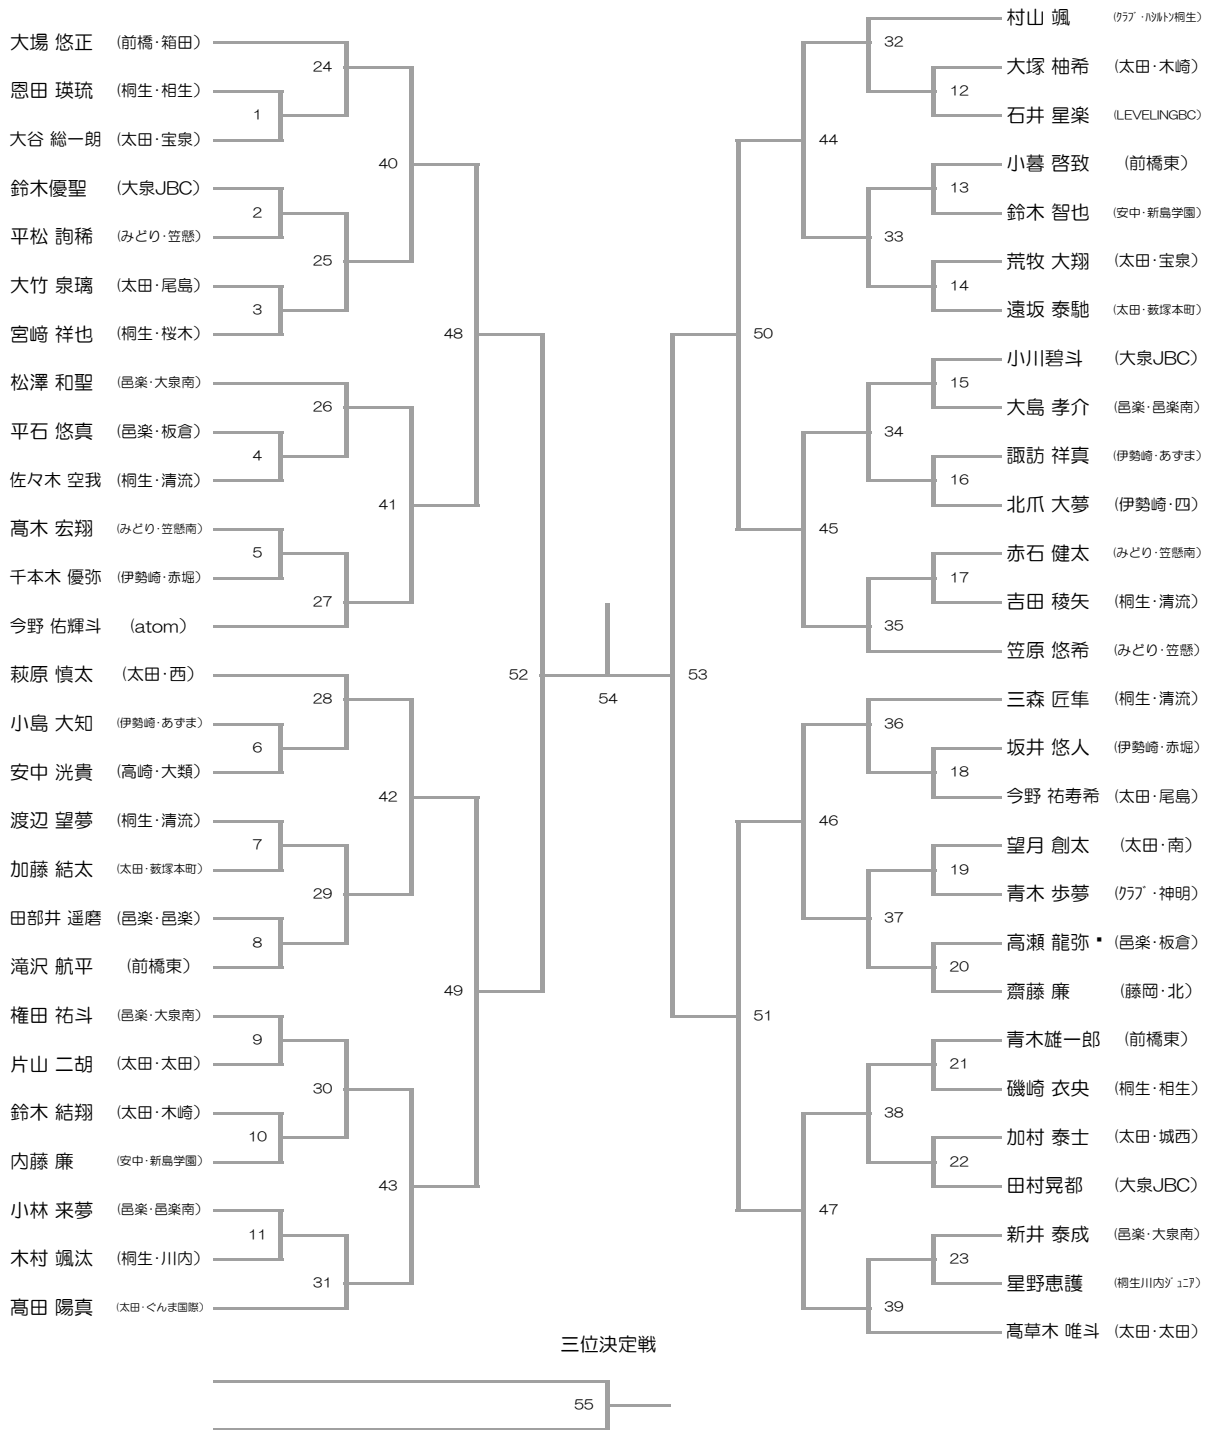 大場 悠正 (前橋・箱田)
24
恩田 瑛琉 (桐生・相生)
1
大谷 総一朗 (太田・宝泉)
40
鈴木優聖 (大泉JBC)
2
平松 詢稀 (みどり・笠懸)
25
大竹 泉璃 (太田・尾島)
3
宮﨑 祥也 (桐生・桜木)
48
松澤 和聖 (邑楽・大泉南)
26
平石 悠真 (邑楽・板倉)
4
佐々木 空我 (桐生・清流)
41
髙木 宏翔 (みどり・笠懸南)
5
千本木 優弥 (伊勢崎・赤堀)
27
今野 佑輝斗 (atom)
52
萩原 慎太 (太田・西)
28
小島 大知 (伊勢崎・あずま)
6
安中 洸貴 (高崎・大類)
42
渡辺 望夢 (桐生・清流)
7
加藤 結太 (太田・薮塚本町)
29
田部井 遥磨 (邑楽・邑楽)
8
滝沢 航平 (前橋東)
49
権田 祐斗 (邑楽・大泉南)
9
片山 二胡 (太田・太田)
30
鈴木 結翔 (太田・木崎)
10
内藤 廉 (安中・新島学園)
43
小林 来夢 (邑楽・邑楽南)
11
木村 颯汰 (桐生・川内)
31
髙田 陽真 (太田・ぐんま国際)
54
村山 颯 (クラブ・ハシルトン桐生)
32
大塚 柚希 (太田・木崎)
12
石井 星楽 (LEVELINGBC)
44
小暮 啓致 (前橋東)
13
鈴木 智也 (安中・新島学園)
33
荒牧 大翔 (太田・宝泉)
14
遠坂 泰馳 (太田・薮塚本町)
50
小川碧斗 (大泉JBC)
15
大島 孝介 (邑楽・邑楽南)
34
諏訪 祥真 (伊勢崎・あずま)
16
北爪 大夢 (伊勢崎・四)
45
赤石 健太 (みどり・笠懸南)
17
吉田 稜矢 (桐生・清流)
35
笠原 悠希 (みどり・笠懸)
53
三森 匠隼 (桐生・清流)
36
坂井 悠人 (伊勢崎・赤堀)
18
今野 祐寿希 (太田・尾島)
46
望月 創太 (太田・南)
19
青木 歩夢 (クラブ・神明)
37
高瀬 龍弥・ (邑楽・板倉)
20
齋藤 廉 (藤岡・北)
51
青木雄一郎 (前橋東)
21
磯崎 衣央 (桐生・相生)
38
加村 泰士 (太田・城西)
22
田村晃都 (大泉JBC)
47
新井 泰成 (邑楽・大泉南)
23
星野恵護 (桐生川内ジュニア)
39
髙草木 唯斗 (太田・太田)
三位決定戦
55